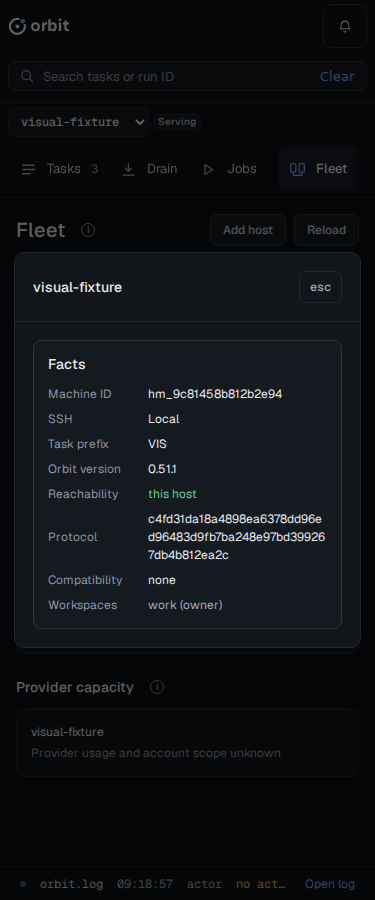 orbit
Search tasks or run ID Clear
visual-fixture Serving
Tasks 3 Drain Jobs Fleet
Fleet Add host Reload
visual-fixture esc
Facts
Machine ID hm_9c81458b812b2e94
SSH Local
Task prefix VIS
Orbit version 0.51.1
Reachability this host
Protocol c4fd31da18a4898ea6378dd96e
d96483d9fb7ba248e97bd39926
7db4b812ea2c
Compatibility none
Workspaces work (owner)
Provider capacity
visual-fixture
Provider usage and account scope unknown
orbit.log 09:18:57 actor no act… Open log